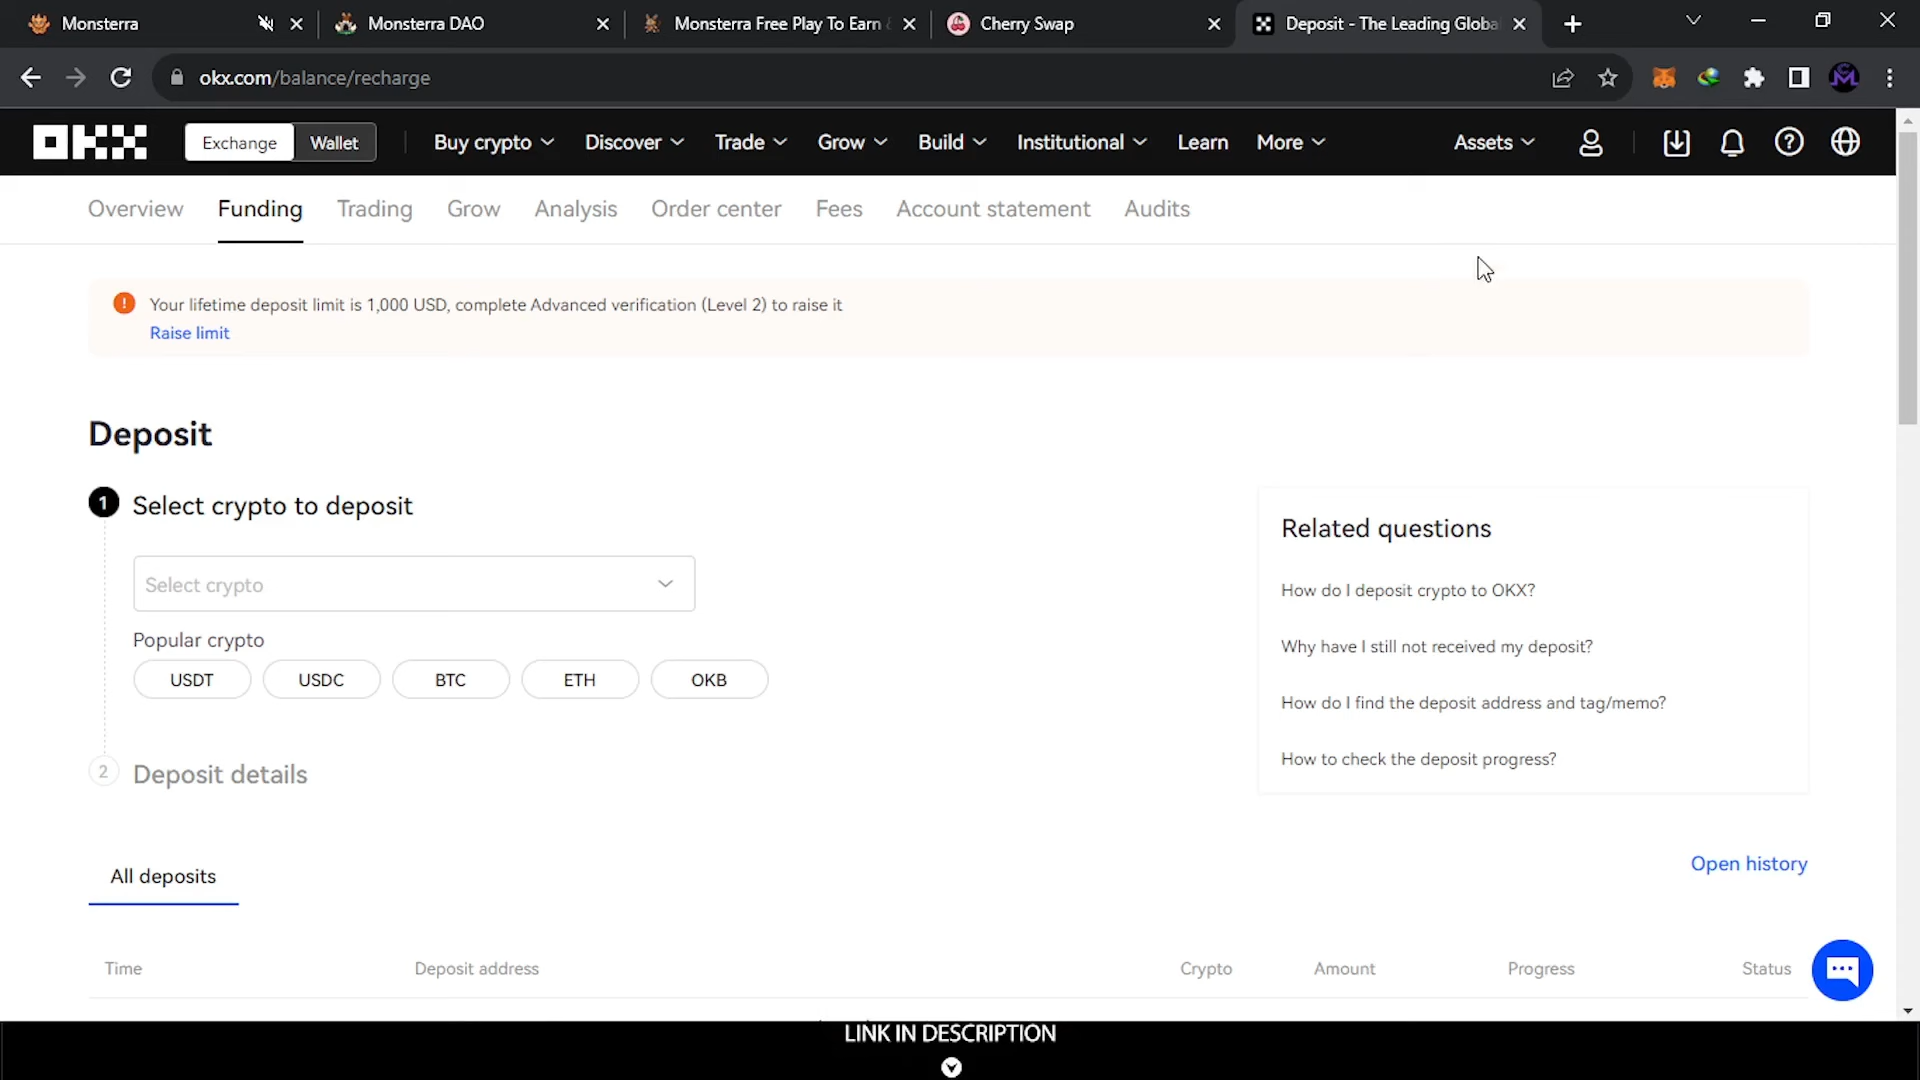 Monsterra
Monsterra DAO
Monsterra Free Play To Earn
Cherry Swap
Deposit - The Leading Globa
okx.com/balance/recharge
OKX
Exchange
Wallet
Buy crypto
Discover
Trade
Grow
Build
Institutional
Learn
More
Assets
Overview
Funding
Trading
Grow
Analysis
Order center
Fees
Account statement
Audits
Your lifetime deposit limit is 1,000 USD, complete Advanced verification (Level 2) to raise it
Raise limit
Deposit
1 Select crypto to deposit
Select crypto
Popular crypto
USDT
USDC
BTC
ETH
OKB
2 Deposit details
Related questions
How do I deposit crypto to OKX?
Why have I still not received my deposit?
How do I find the deposit address and tag/memo?
How to check the deposit progress?
All deposits
Open history
Time
Deposit address
Crypto
Amount
Progress
Status
LINK IN DESCRIPTION